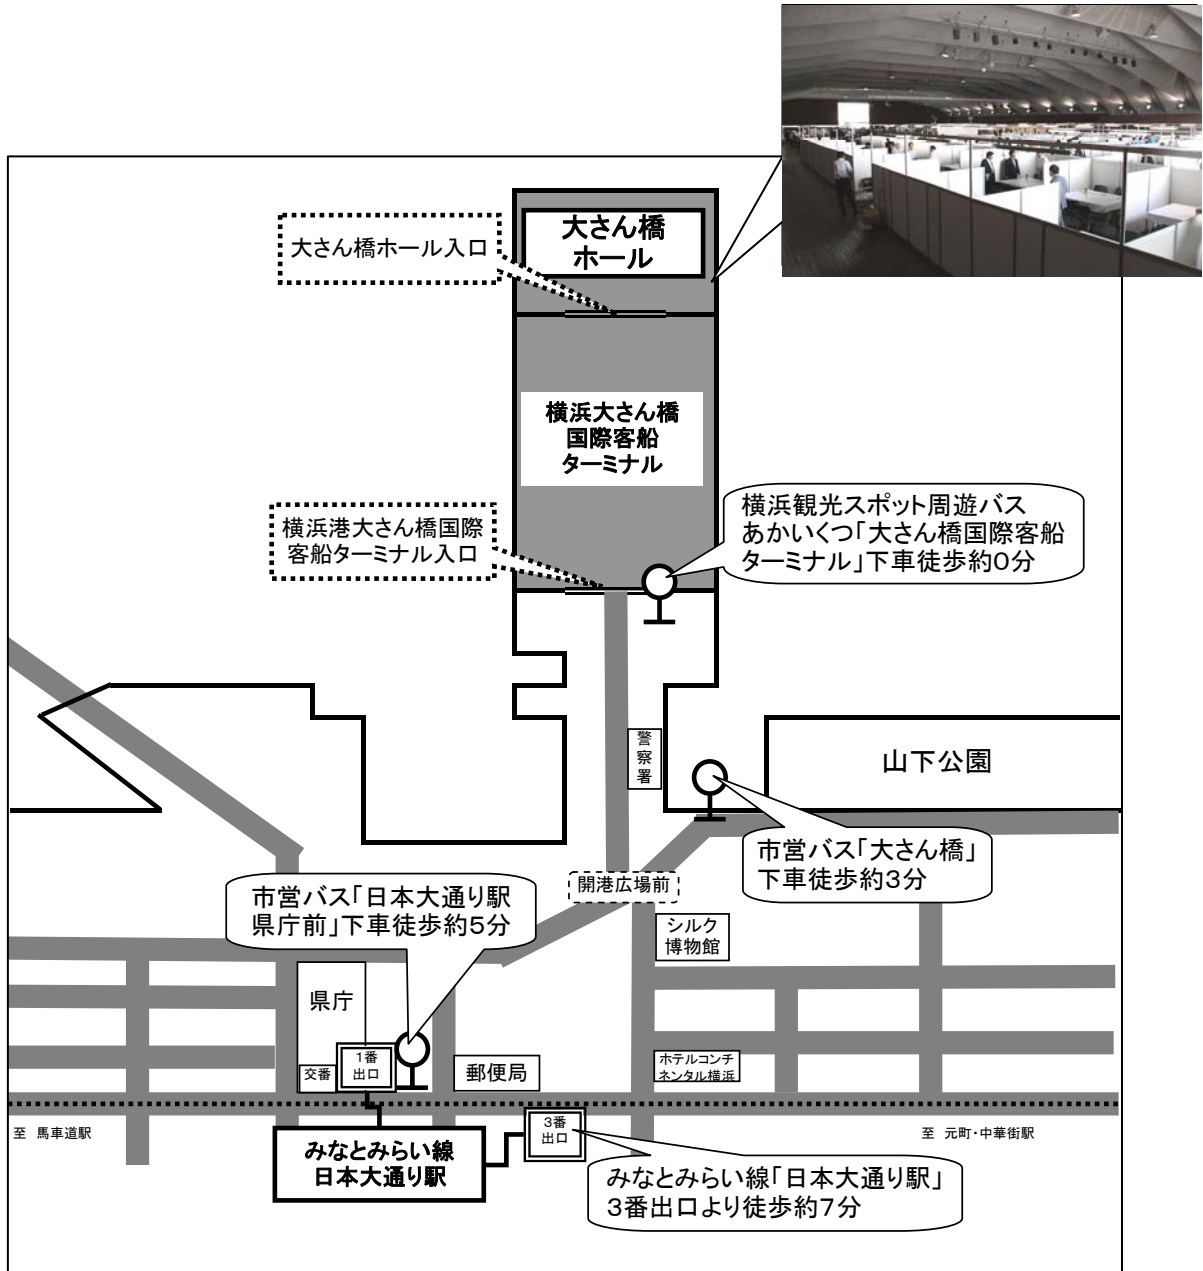 大さん橋
ホール
大さん橋ホール入口
横浜大さん橋
国際客船
ターミナル
横浜港大さん橋国際
客船ターミナル入口
横浜観光スポット周遊バス
あかいくつ「大さん橋国際客船
ターミナル」下車徒歩約0分
警
察
署
山下公園
市営バス「大さん橋」
下車徒歩約3分
開港広場前
市営バス「日本大通り駅
県庁前」下車徒歩約5分
シルク
博物館
県庁
1番
出口
交番
郵便局
ホテルコンチ
ネンタル横浜
至 馬車道駅
3番
出口
至 元町・中華街駅
みなとみらい線
日本大通り駅
みなとみらい線「日本大通り駅」
3番出口より徒歩約7分